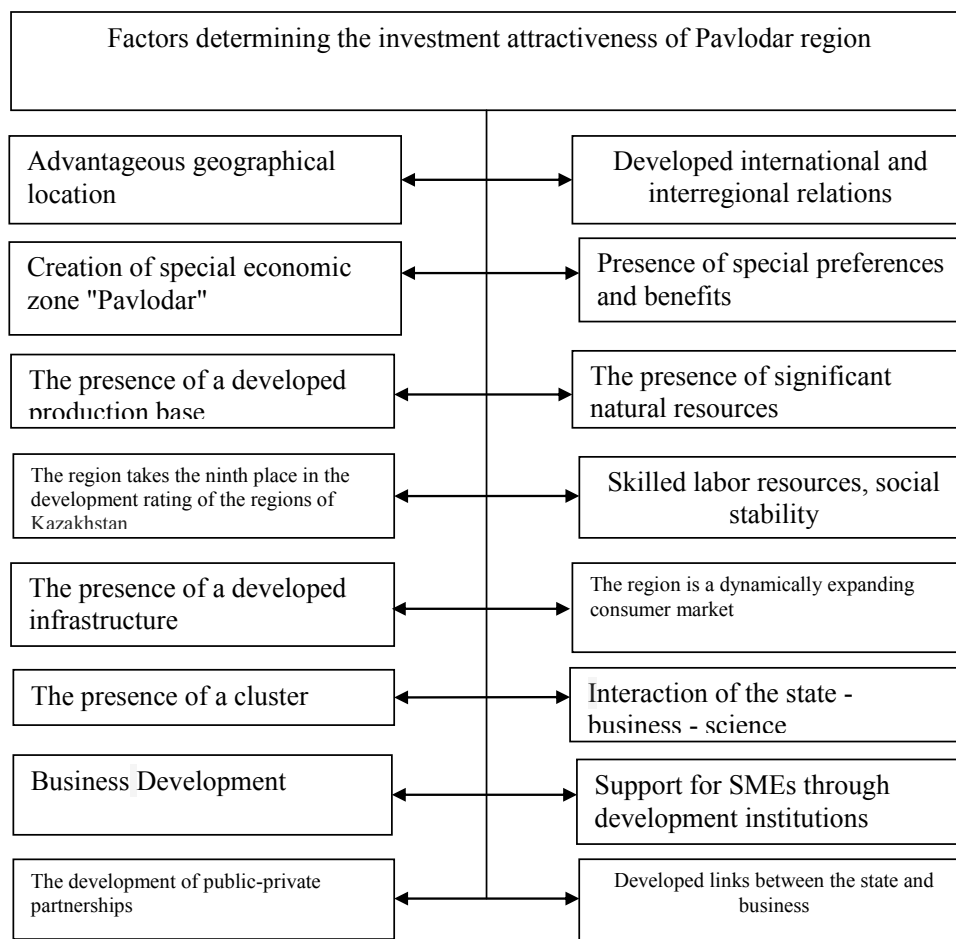 Factors determining the investment attractiveness of Pavlodar region
Advantageous geographical
location
Developed international and
interregional relations
Creation of special economic
zone "Pavlodar"
Presence of special preferences
and benefits
The presence of a developed
production base
The presence of significant
natural resources
The region takes the ninth place in the
development rating of the regions of
Kazakhstan
Skilled labor resources, social
stability
The presence of a developed
infrastructure
The region is a dynamically expanding
consumer market
The presence of a cluster
Interaction of the state -
business - science
Business Development
Support for SMEs through
development institutions
The development of public-private
partnerships
Developed links between the state and
business